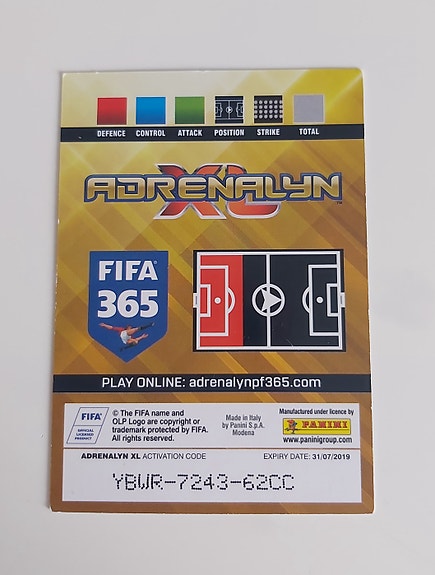 DEFENCE CONTROL ATTACK POSITION STRIKE TOTAL
ADRENALYN
XL™
FIFA®
365
PLAY ONLINE: adrenalynpf365.com
FIFA®
OFFICIAL
LICENSED
PRODUCT
© The FIFA name and
OLP Logo are copyright or
trademark protected by FIFA.
All rights reserved.
Made in Italy
by Panini S.p.A.
Modena
Manufactured under licence by
PANINI
www.paninigroup.com
ADRENALYN XL ACTIVATION CODE EXPIRY DATE: 31/07/2019
YBWR-7243-62CC